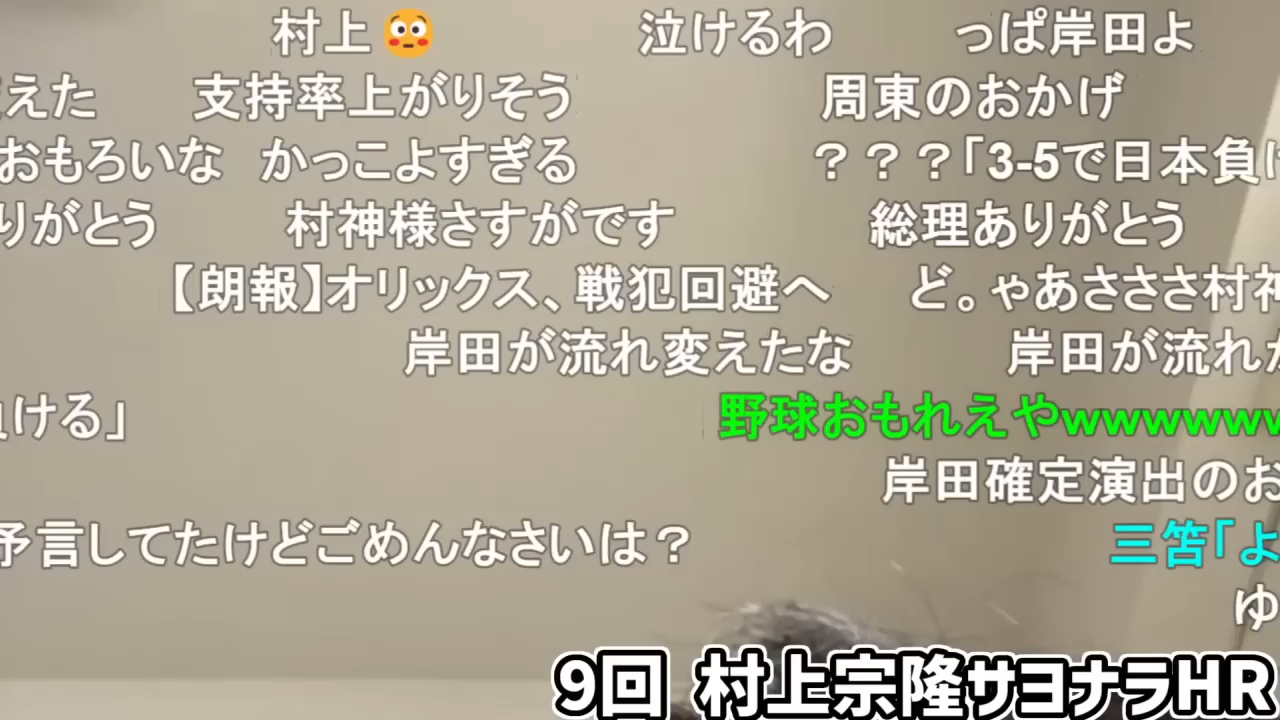 村上😳 泣けるわ っぱ岸田よ
えた 支持率上がりそう 周東のおかげ
おもろいな かっこよすぎる ？？？「3-5で日本負け
りがとう 村神様さすがです 総理ありがとう
【朗報】オリックス、戦犯回避へ ど。ゃあさささ村神
岸田が流れ変えたな 岸田が流れが
ける」 野球おもれえやwwwwwww
岸田確定演出のお
予言してたけどごめんなさいは？ 三笘「よ
ゆ
9回 村上宗隆サヨナラHR